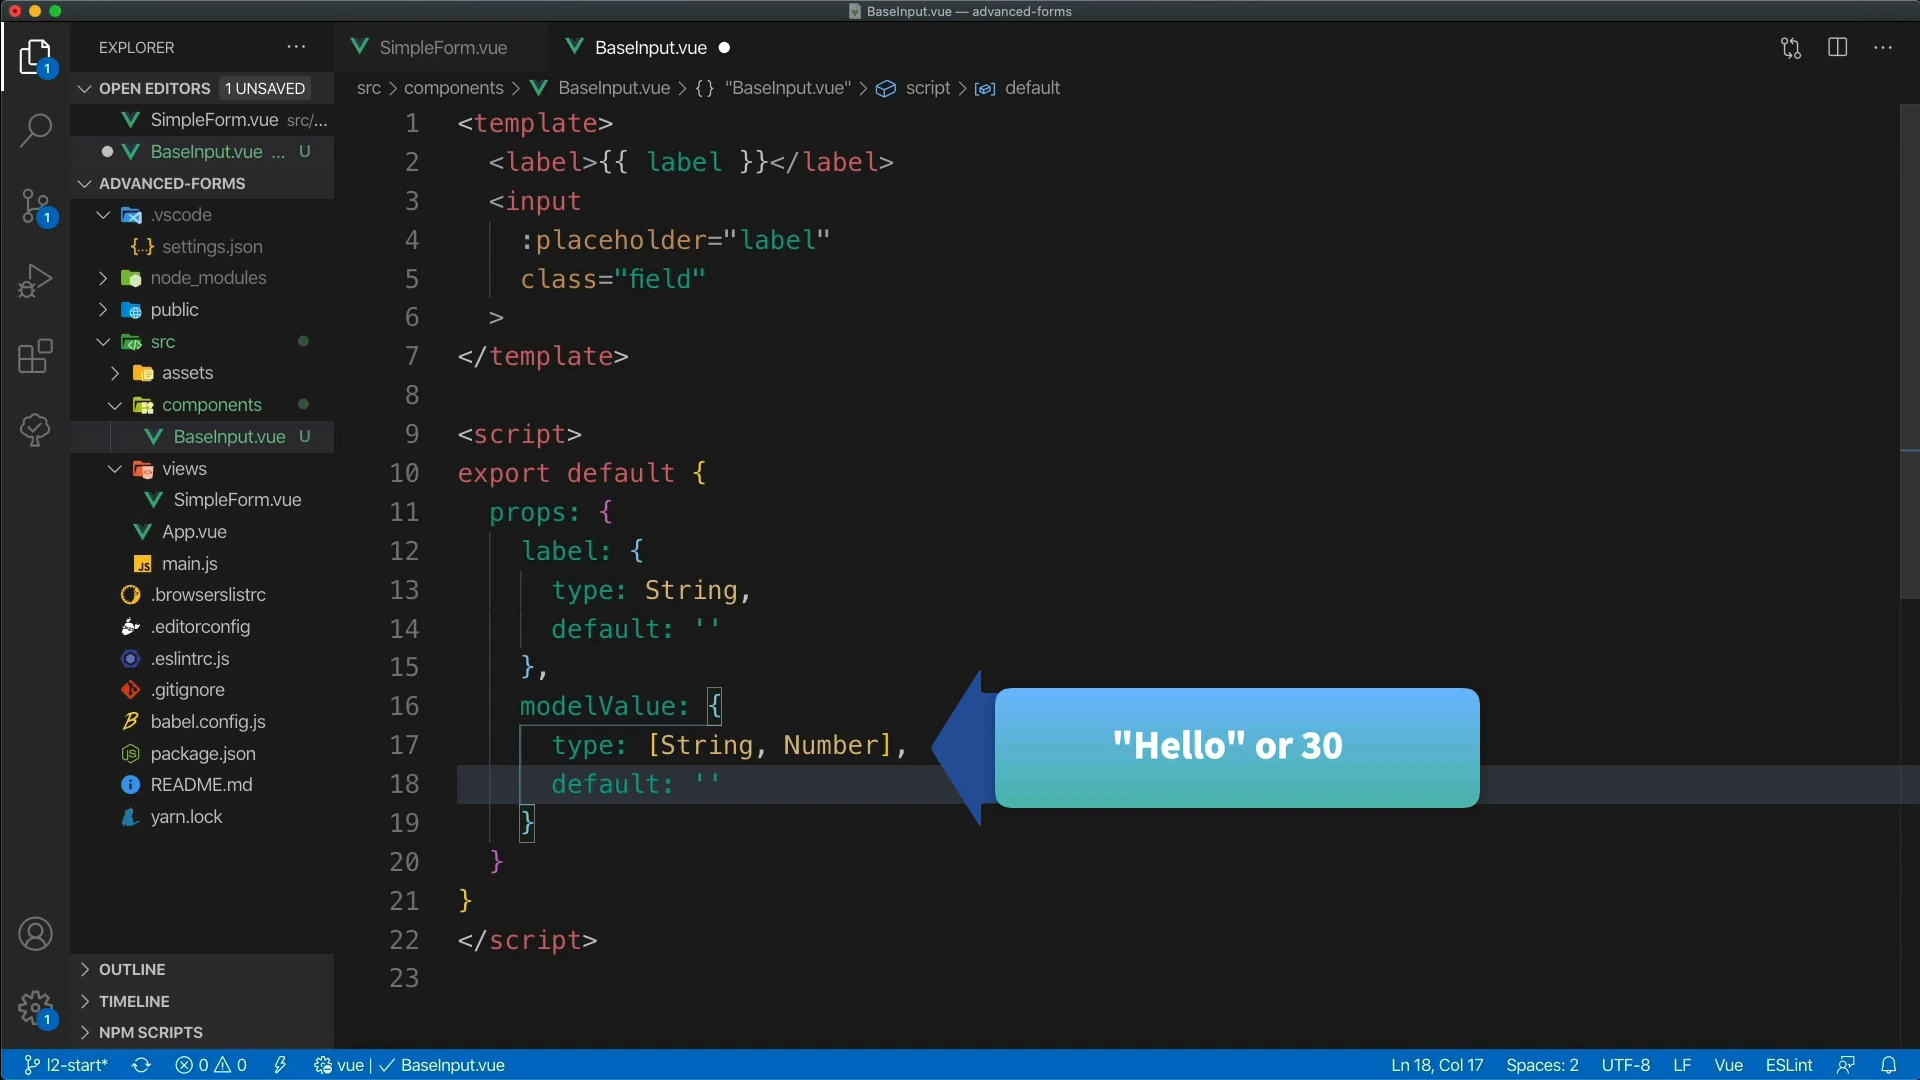 BaseInput.vue — advanced-forms
EXPLORER
SimpleForm.vue
BaseInput.vue
OPEN EDITORS 1 UNSAVED
src > components > BaseInput.vue > {} "BaseInput.vue" > script > default
SimpleForm.vue src/...
BaseInput.vue ... U
ADVANCED-FORMS
.vscode
settings.json
node_modules
public
src
assets
components
BaseInput.vue U
views
SimpleForm.vue
App.vue
JS main.js
.browserslistrc
.editorconfig
.eslintrc.js
.gitignore
babel.config.js
package.json
README.md
yarn.lock
OUTLINE
TIMELINE
NPM SCRIPTS
1
1
1
1 <template>
2 <label>{{ label }}</label>
3 <input
4 :placeholder="label"
5 class="field"
6 >
7 </template>
8
9 <script>
10 export default {
11 props: {
12 label: {
13 type: String,
14 default: ''
15 },
16 modelValue: {
17 type: [String, Number],
18 default: ''
19 }
20 }
21 }
22 </script>
23
"Hello" or 30
l2-start* 0 0 vue | ✓ BaseInput.vue
Ln 18, Col 17 Spaces: 2 UTF-8 LF Vue ESLint